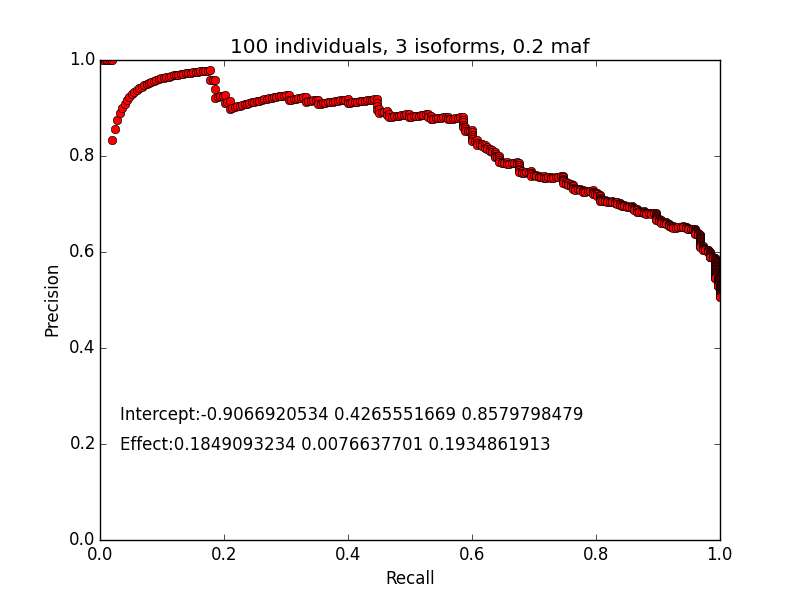 100 individuals, 3 isoforms, 0.2 maf
1.0
0.8
0.6
0.4
0.2
0.0
Precision
Intercept:-0.9066920534 0.4265551669 0.8579798479
Effect:0.1849093234 0.0076637701 0.1934861913
0.0 0.2 0.4 0.6 0.8 1.0
Recall